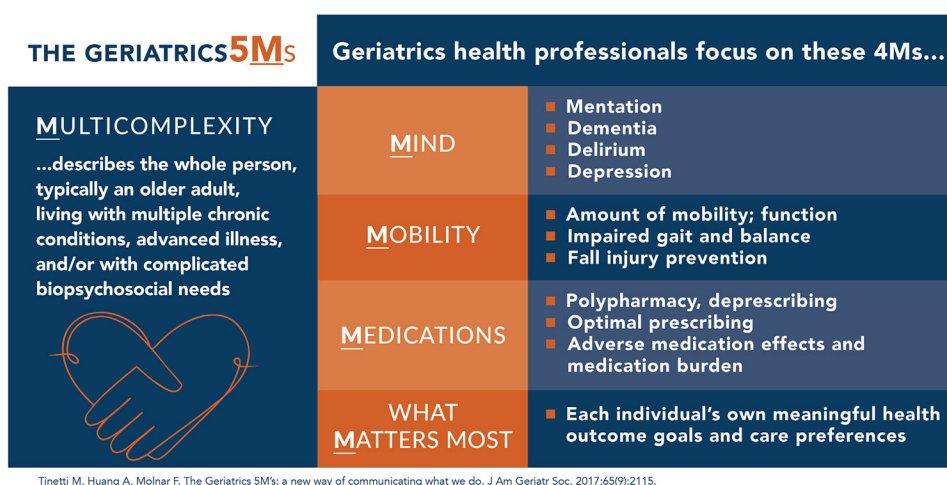 THE GERIATRICS 5Ms
Geriatrics health professionals focus on these 4Ms...
MULTICOMPLEXITY
...describes the whole person,
typically an older adult,
living with multiple chronic
conditions, advanced illness,
and/or with complicated
biopsychosocial needs
MIND
■ Mentation
■ Dementia
■ Delirium
■ Depression
MOBILITY
■ Amount of mobility; function
■ Impaired gait and balance
■ Fall injury prevention
MEDICATIONS
■ Polypharmacy, deprescribing
■ Optimal prescribing
■ Adverse medication effects and
medication burden
WHAT
MATTERS MOST
■ Each individual's own meaningful health
outcome goals and care preferences
Tinetti M, Huang A, Molnar F. The Geriatrics 5M's: a new way of communicating what we do. J Am Geriatr Soc. 2017;65(9):2115.